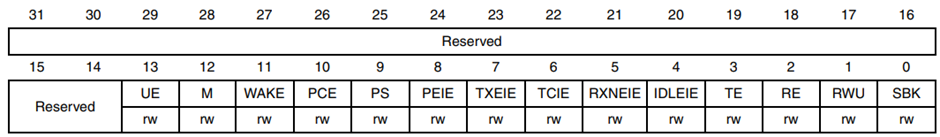 31 30 29 28 27 26 25 24 23 22 21 20 19 18 17 16
Reserved
15 14 13 12 11 10 9 8 7 6 5 4 3 2 1 0
Reserved UE M WAKE PCE PS PEIE TXEIE TCIE RXNEIE IDLEIE TE RE RWU SBK
rw rw rw rw rw rw rw rw rw rw rw rw rw rw